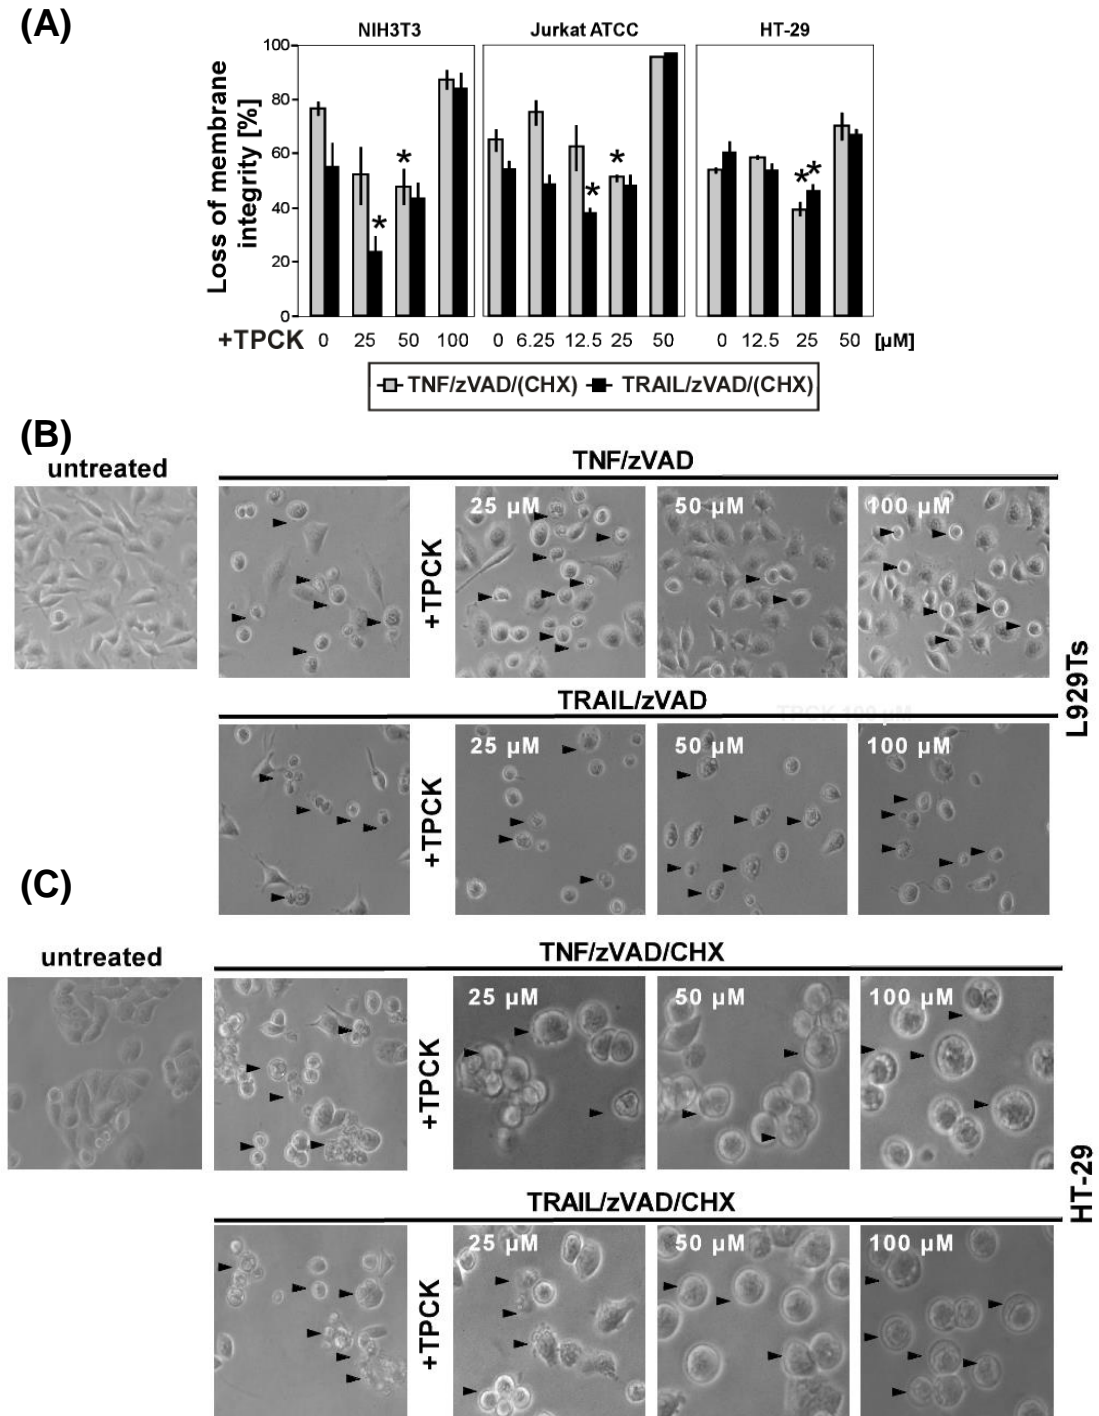 (A)
NIH3T3 Jurkat ATCC HT-29
Loss of membrane
integrity [%]
100
80
60
40
20
0
* * * * * *
+TPCK 0 25 50 100 0 6.25 12.5 25 50 0 12.5 25 50 [µM]
TNF/zVAD/(CHX) TRAIL/zVAD/(CHX)
(B)
untreated
TNF/zVAD
+TPCK
25 µM 50 µM 100 µM
TRAIL/zVAD
TPCK 100 µM
+TPCK
25 µM 50 µM 100 µM
L929Ts
(C)
untreated
TNF/zVAD/CHX
+TPCK
25 µM 50 µM 100 µM
TRAIL/zVAD/CHX
+TPCK
25 µM 50 µM 100 µM
HT-29